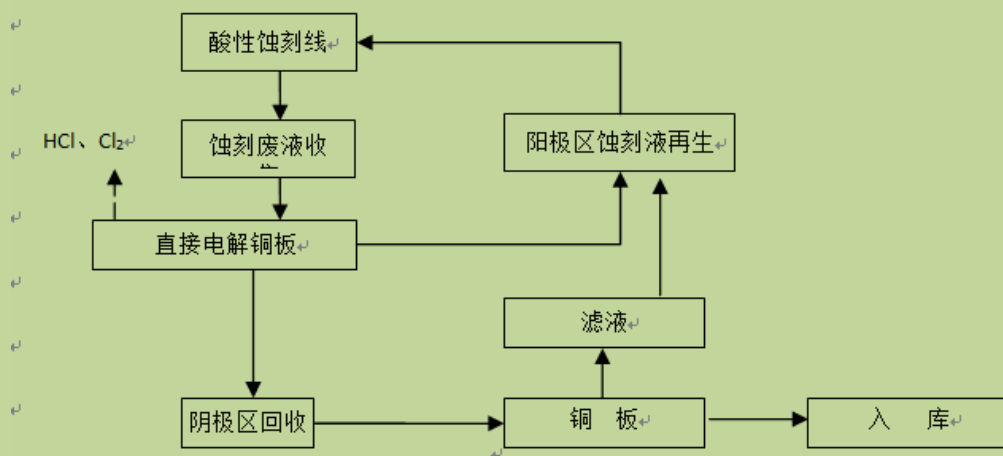 酸性蚀刻线
蚀刻废液收
HCl、Cl₂
阳极区蚀刻液再生
直接电解铜板
滤液
阴极区回收
铜 板
入 库